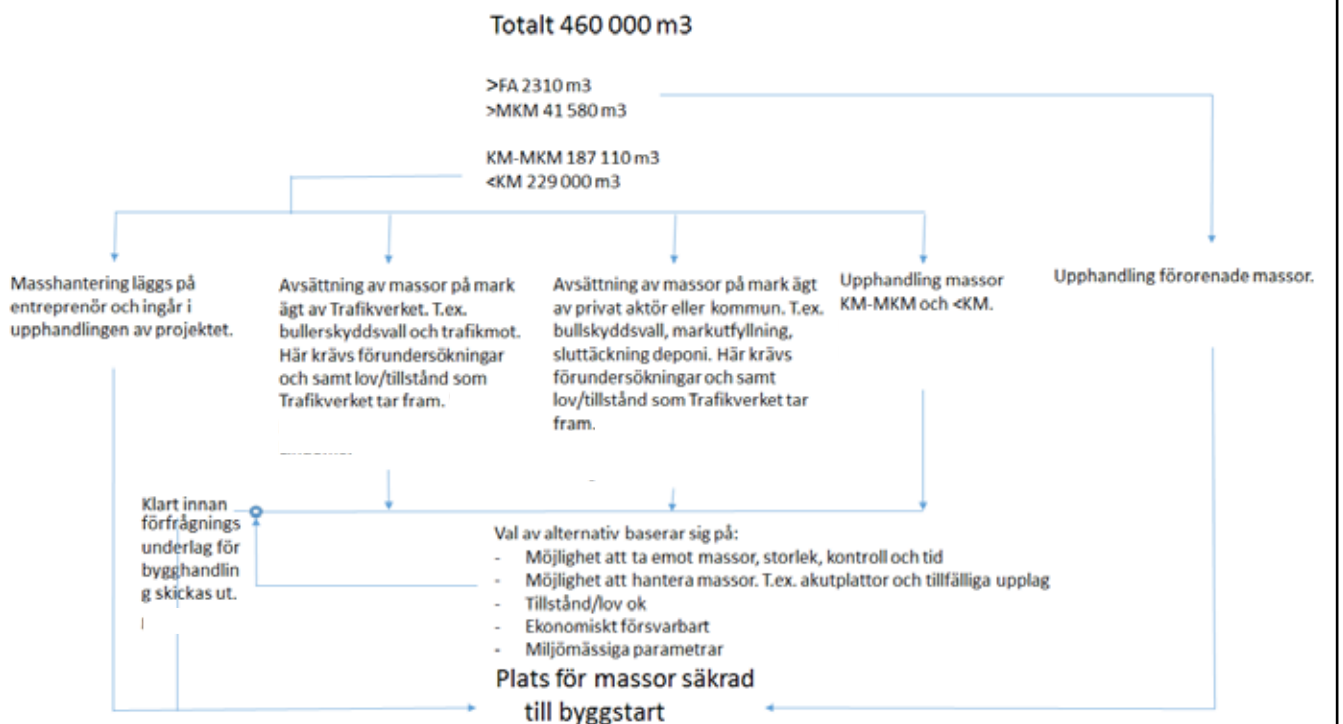 Totalt 460 000 m3
>FA 2310 m3
>MKM 41 580 m3
KM-MKM 187 110 m3
<KM 229 000 m3
Masshantering läggs på
entreprenör och ingår i
upphandlingen av projektet.
Avsättning av massor på mark
ägt av Trafikverket. T.ex.
bullerskyddsvall och trafikmot.
Här krävs förundersökningar
och samt lov/tillstånd som
Trafikverket tar fram.
Avsättning av massor på mark ägt
av privat aktör eller kommun. T.ex.
bullskyddsvall, markutfyllning,
sluttäckning deponi. Här krävs
förundersökningar och samt
lov/tillstånd som Trafikverket tar
fram.
Upphandling massor
KM-MKM och <KM.
Upphandling förorenade massor.
Klart innan
förfrågnings
underlag för
bygghandlin
g skickas ut.
Val av alternativ baserar sig på:
- Möjlighet att ta emot massor, storlek, kontroll och tid
- Möjlighet att hantera massor. T.ex. akutplattor och tillfälliga upplag
- Tillstånd/lov ok
- Ekonomiskt försvarbart
- Miljömässiga parametrar
Plats för massor säkrad
till byggstart